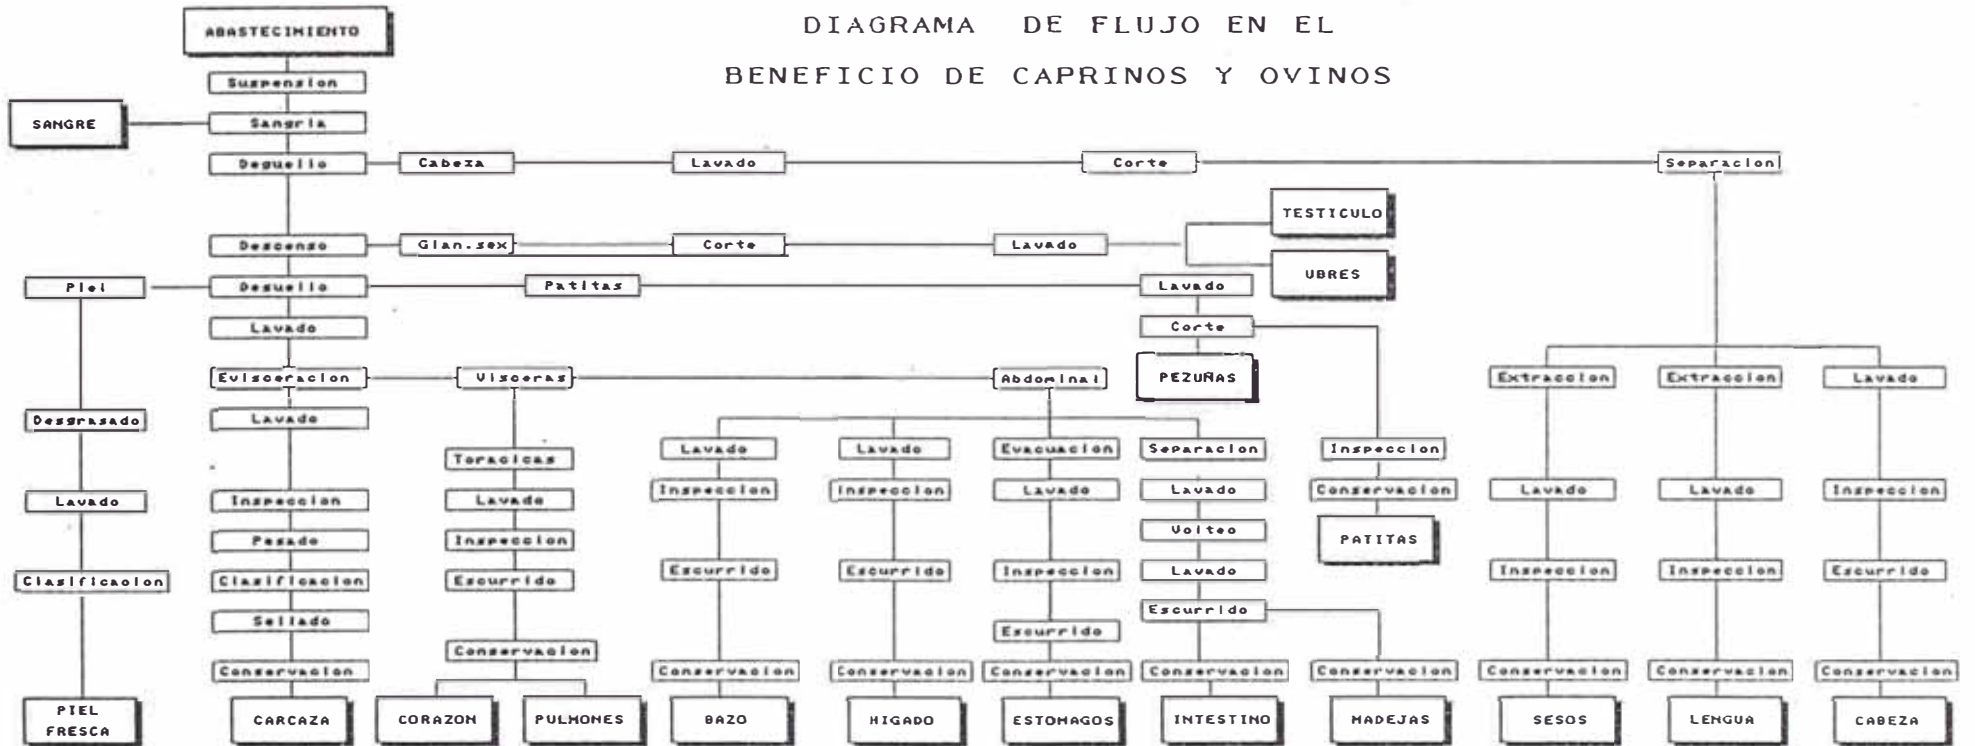 DIAGRAMA DE FLUJO EN EL
BENEFICIO DE CAPRINOS Y OVINOS
ABASTECIMIENTO
Suspension
SANGRE
Sangria
Deguello
Cabeza
Lavado
Corte
Separacion
TESTICULO
Descenso
Glan.sex
Corte
Lavado
UBRES
Piel
Desuello
Patitas
Lavado
Lavado
Corte
Evisceracion
Visceras
Abdominal
PEZUÑAS
Extraccion
Extraccion
Lavado
Desgrasado
Lavado
Toracicas
Lavado
Lavado
Evacuacion
Separacion
Inspeccion
Lavado
Inspeccion
Lavado
Inspeccion
Inspeccion
Lavado
Lavado
Conservacion
Lavado
Lavado
Inspeccion
Pesado
Inspeccion
Volteo
PATITAS
Clasificacion
Clasificacion
Escurrido
Escurrido
Escurrido
Inspeccion
Lavado
Inspeccion
Inspeccion
Escurrido
Sellado
Escurrido
Escurrido
Conservacion
Conservacion
Conservacion
Conservacion
Conservacion
Conservacion
Conservacion
Conservacion
Conservacion
Conservacion
PIEL
FRESCA
CARCAZA
CORAZON
PULMONES
BAZO
HIGADO
ESTOMAGOS
INTESTINO
MADEJAS
SESOS
LENGUA
CABEZA